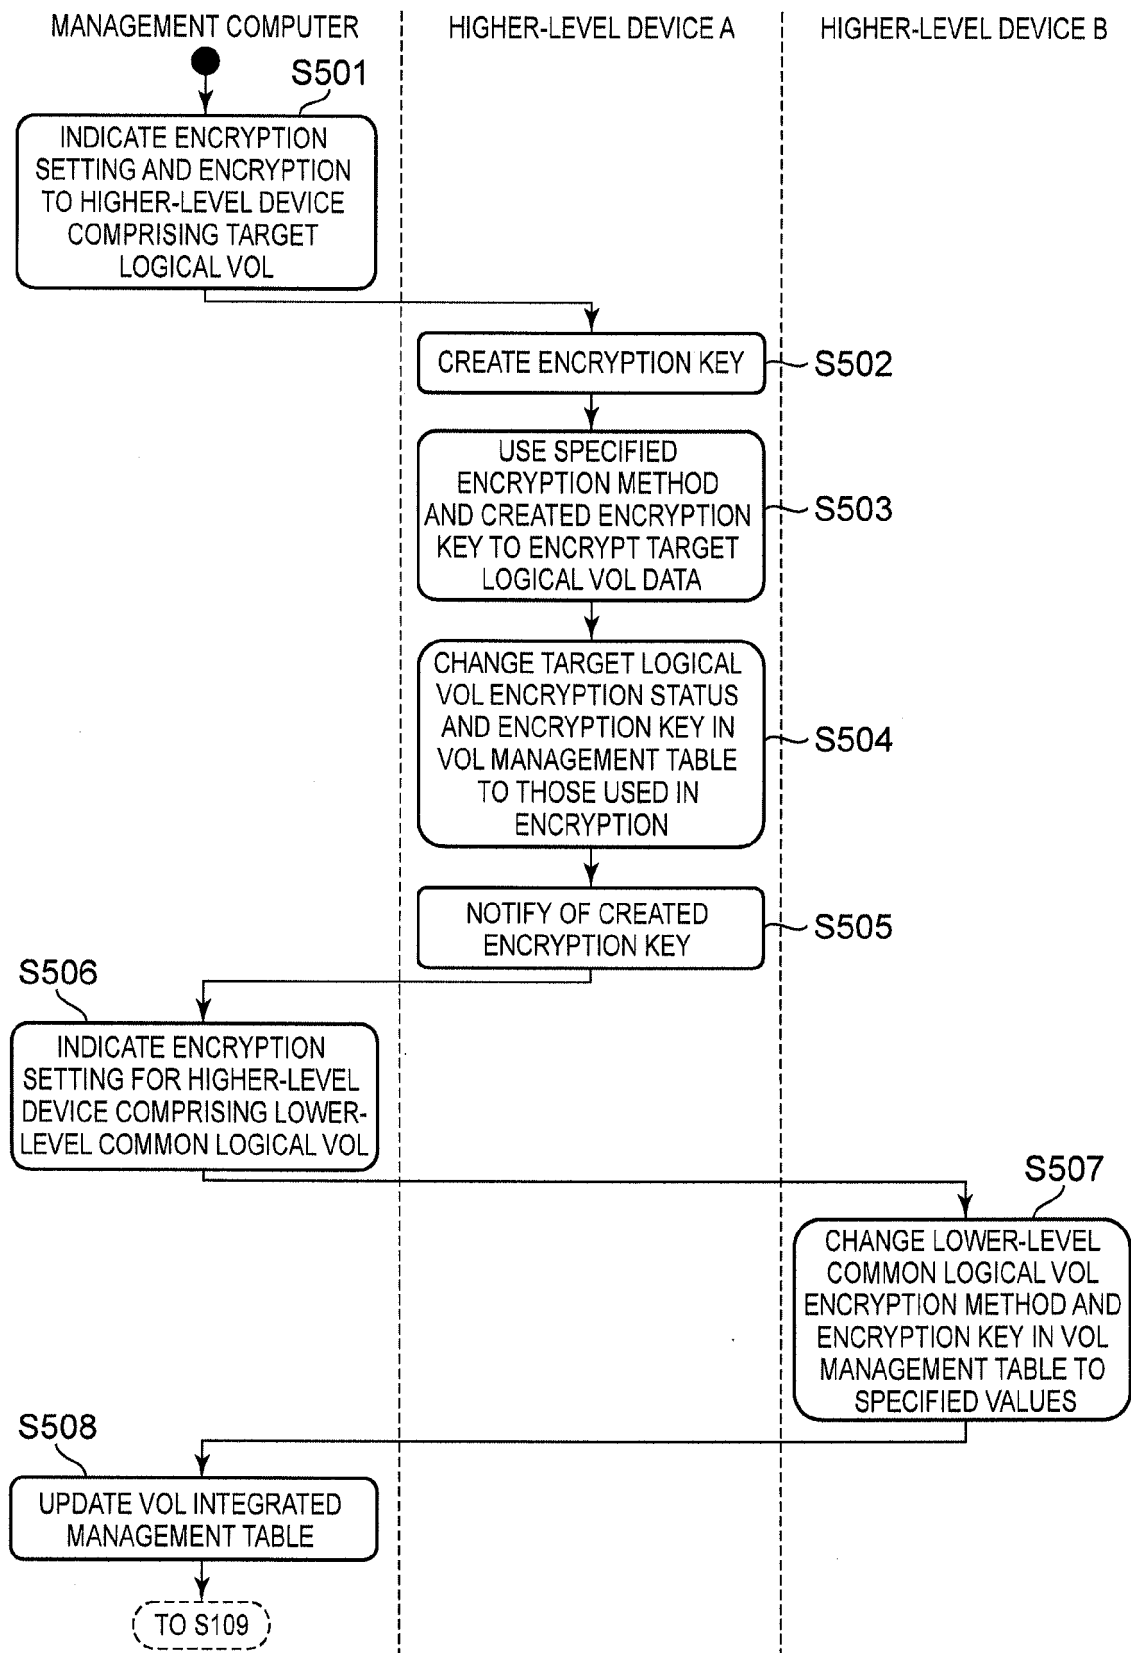 MANAGEMENT COMPUTER
HIGHER-LEVEL DEVICE A
HIGHER-LEVEL DEVICE B
S501
INDICATE ENCRYPTION
SETTING AND ENCRYPTION
TO HIGHER-LEVEL DEVICE
COMPRISING TARGET
LOGICAL VOL
CREATE ENCRYPTION KEY
S502
USE SPECIFIED
ENCRYPTION METHOD
AND CREATED ENCRYPTION
KEY TO ENCRYPT TARGET
LOGICAL VOL DATA
S503
CHANGE TARGET LOGICAL
VOL ENCRYPTION STATUS
AND ENCRYPTION KEY IN
VOL MANAGEMENT TABLE
TO THOSE USED IN
ENCRYPTION
S504
NOTIFY OF CREATED
ENCRYPTION KEY
S505
S506
INDICATE ENCRYPTION
SETTING FOR HIGHER-LEVEL
DEVICE COMPRISING LOWER-
LEVEL COMMON LOGICAL VOL
S507
CHANGE LOWER-LEVEL
COMMON LOGICAL VOL
ENCRYPTION METHOD AND
ENCRYPTION KEY IN VOL
MANAGEMENT TABLE TO
SPECIFIED VALUES
S508
UPDATE VOL INTEGRATED
MANAGEMENT TABLE
TO S109